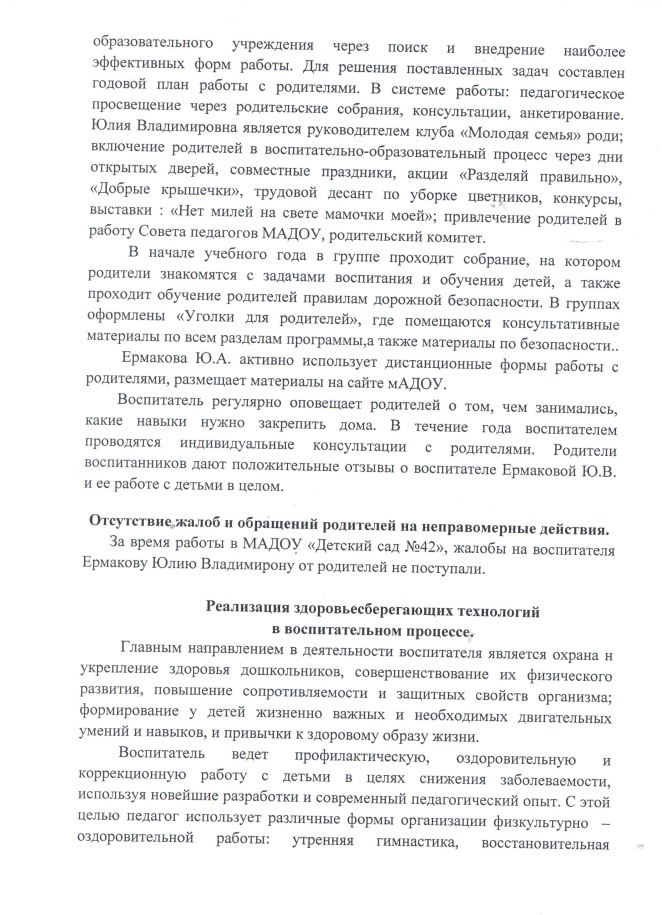 образовательного учреждения через поиск и внедрение наиболее
эффективных форм работы. Для решения поставленных задач составлен
годовой план работы с родителями. В системе работы: педагогическое
просвещение через родительские собрания, консультации, анкетирование.
Юлия Владимировна является руководителем клуба «Молодая семья» роди;
включение родителей в воспитательно-образовательный процесс через дни
открытых дверей, совместные праздники, акции «Разделяй правильно»,
«Добрые крышечки», трудовой десант по уборке цветников, конкурсы,
выставки : «Нет милей на свете мамочки моей»; привлечение родителей в
работу Совета педагогов МАДОУ, родительский комитет.
В начале учебного года в группе проходит собрание, на котором
родители знакомятся с задачами воспитания и обучения детей, а также
проходит обучение родителей правилам дорожной безопасности. В группах
оформлены «Уголки для родителей», где помещаются консультативные
материалы по всем разделам программы,а также материалы по безопасности..
Ермакова Ю.А. активно использует дистанционные формы работы с
родителями, размещает материалы на сайте мАДОУ.
Воспитатель регулярно оповещает родителей о том, чем занимались,
какие навыки нужно закрепить дома. В течение года воспитателем
проводятся индивидуальные консультации с родителями. Родители
воспитанников дают положительные отзывы о воспитателе Ермаковой Ю.В.
и ее работе с детьми в целом.
Отсутствие жалоб и обращений родителей на неправомерные действия.
За время работы в МАДОУ «Детский сад №42», жалобы на воспитателя
Ермакову Юлию Владимирону от родителей не поступали.
Реализация здоровьесберегающих технологий
в воспитательном процессе.
Главным направлением в деятельности воспитателя является охрана н
укрепление здоровья дошкольников, совершенствование их физического
развития, повышение сопротивляемости и защитных свойств организма;
формирование у детей жизненно важных и необходимых двигательных
умений и навыков, и привычки к здоровому образу жизни.
Воспитатель ведет профилактическую, оздоровительную и
коррекционную работу с детьми в целях снижения заболеваемости,
используя новейшие разработки и современный педагогический опыт. С этой
целью педагог использует различные формы организации физкультурно –
оздоровительной работы: утренняя гимнастика, восстановительная